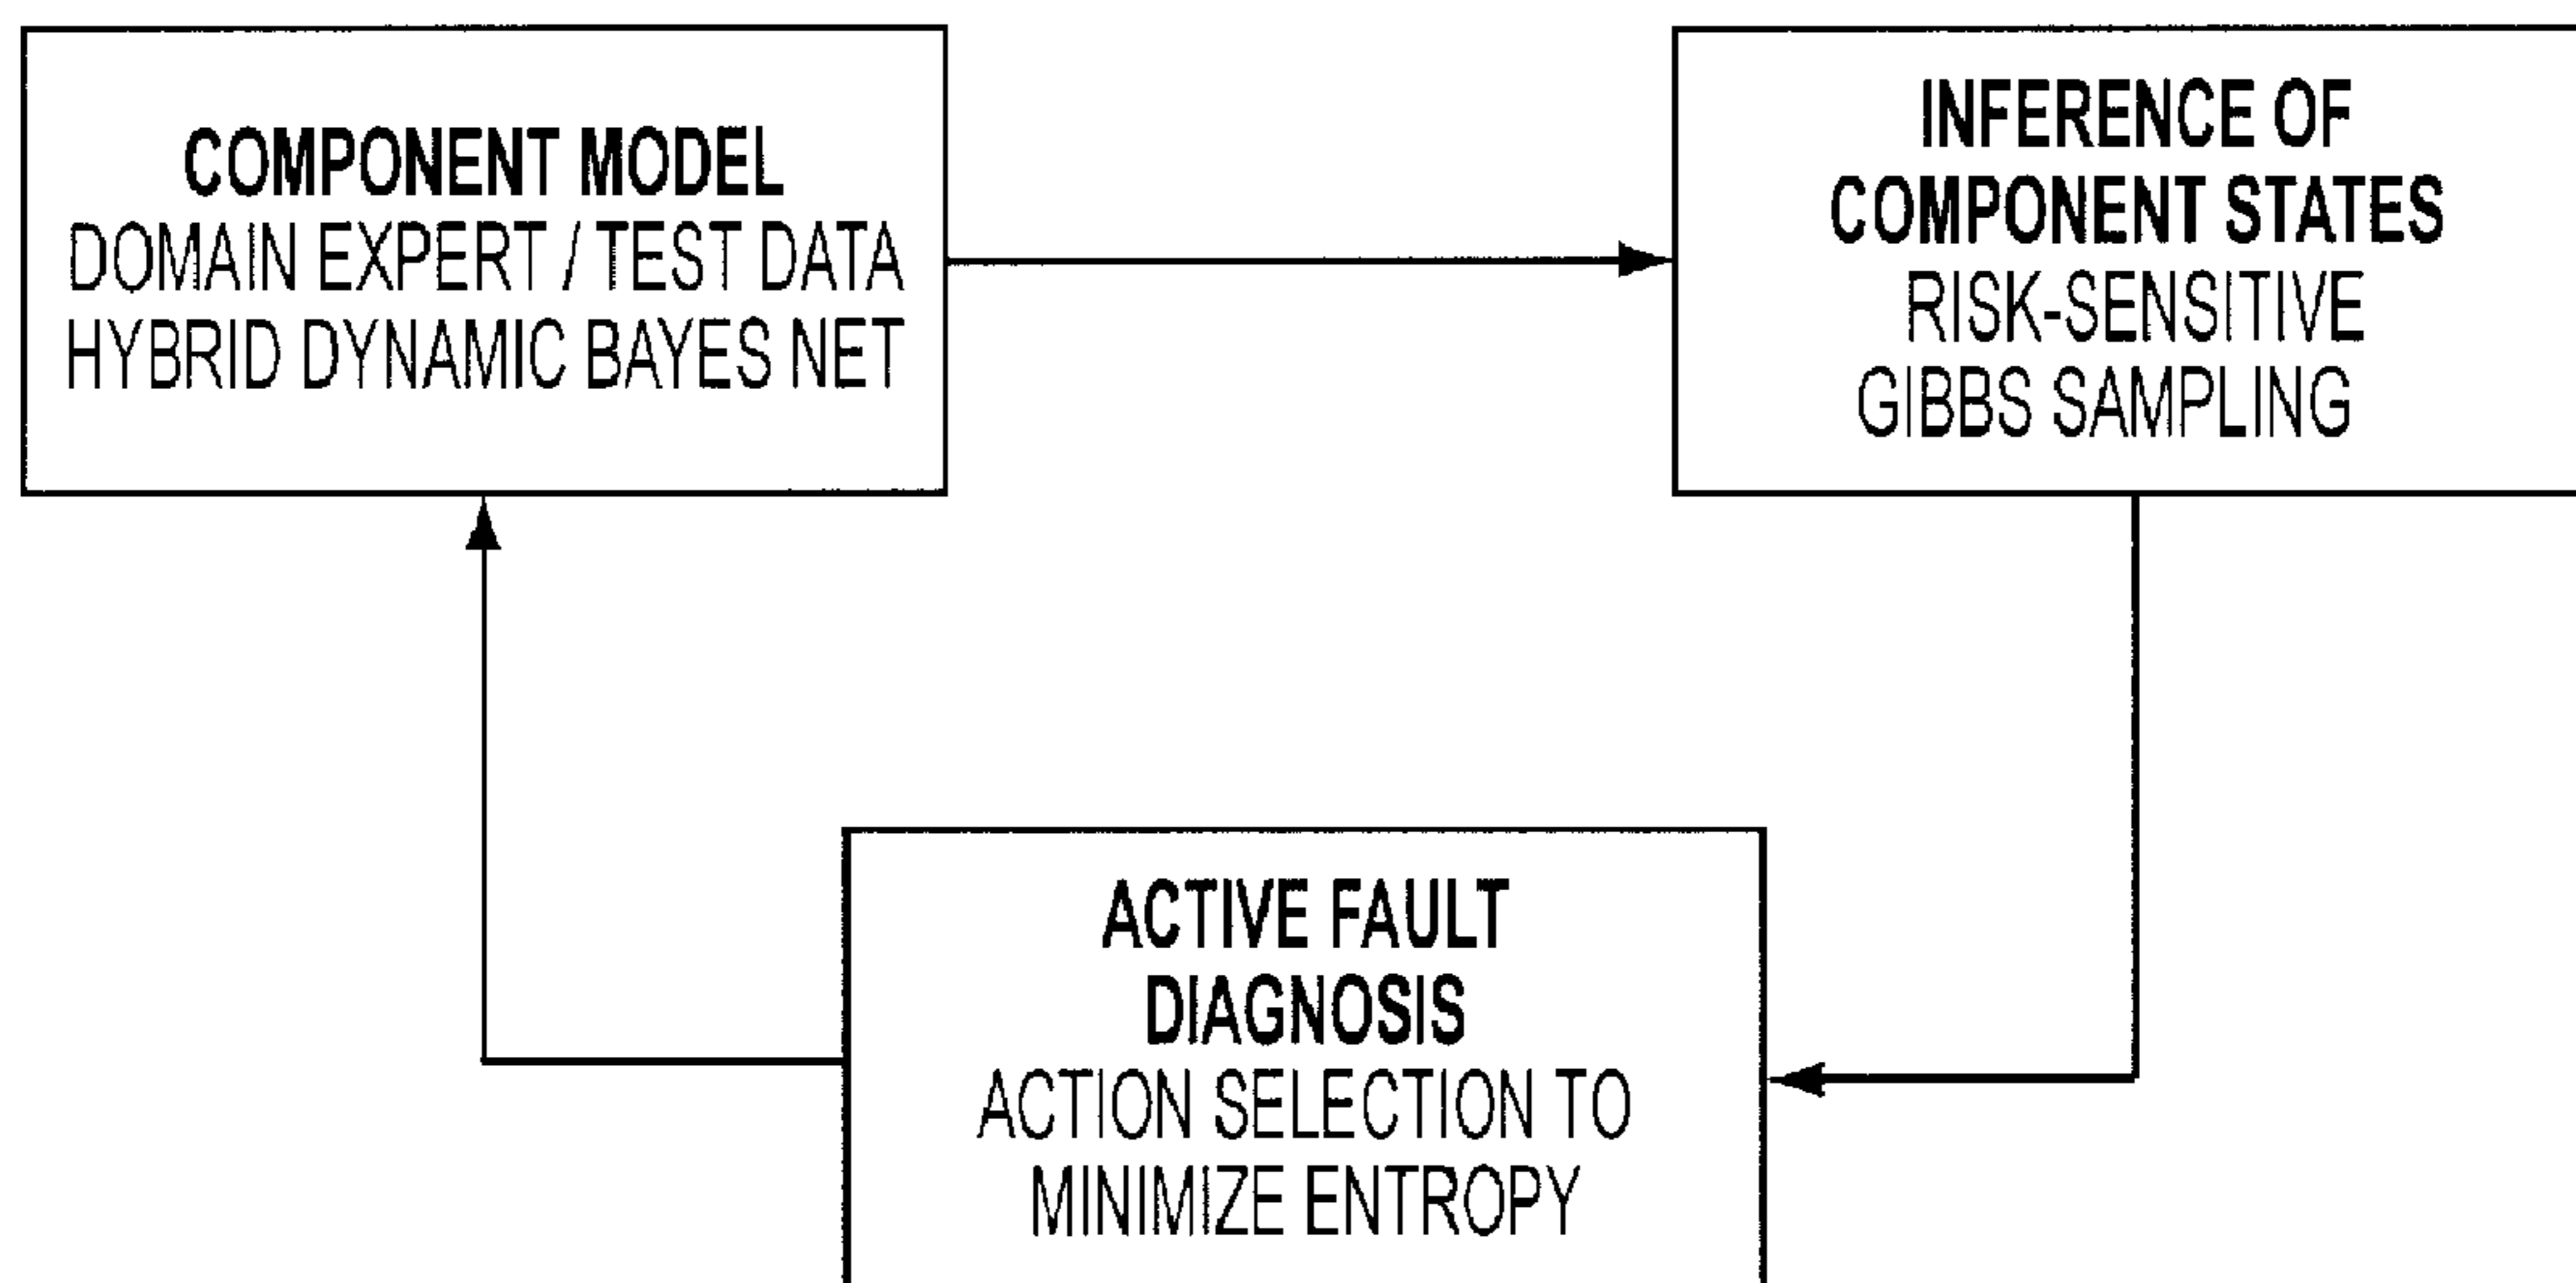 COMPONENT MODEL
DOMAIN EXPERT / TEST DATA
HYBRID DYNAMIC BAYES NET
INFERENCE OF
COMPONENT STATES
RISK-SENSITIVE
GIBBS SAMPLING
ACTIVE FAULT
DIAGNOSIS
ACTION SELECTION TO
MINIMIZE ENTROPY